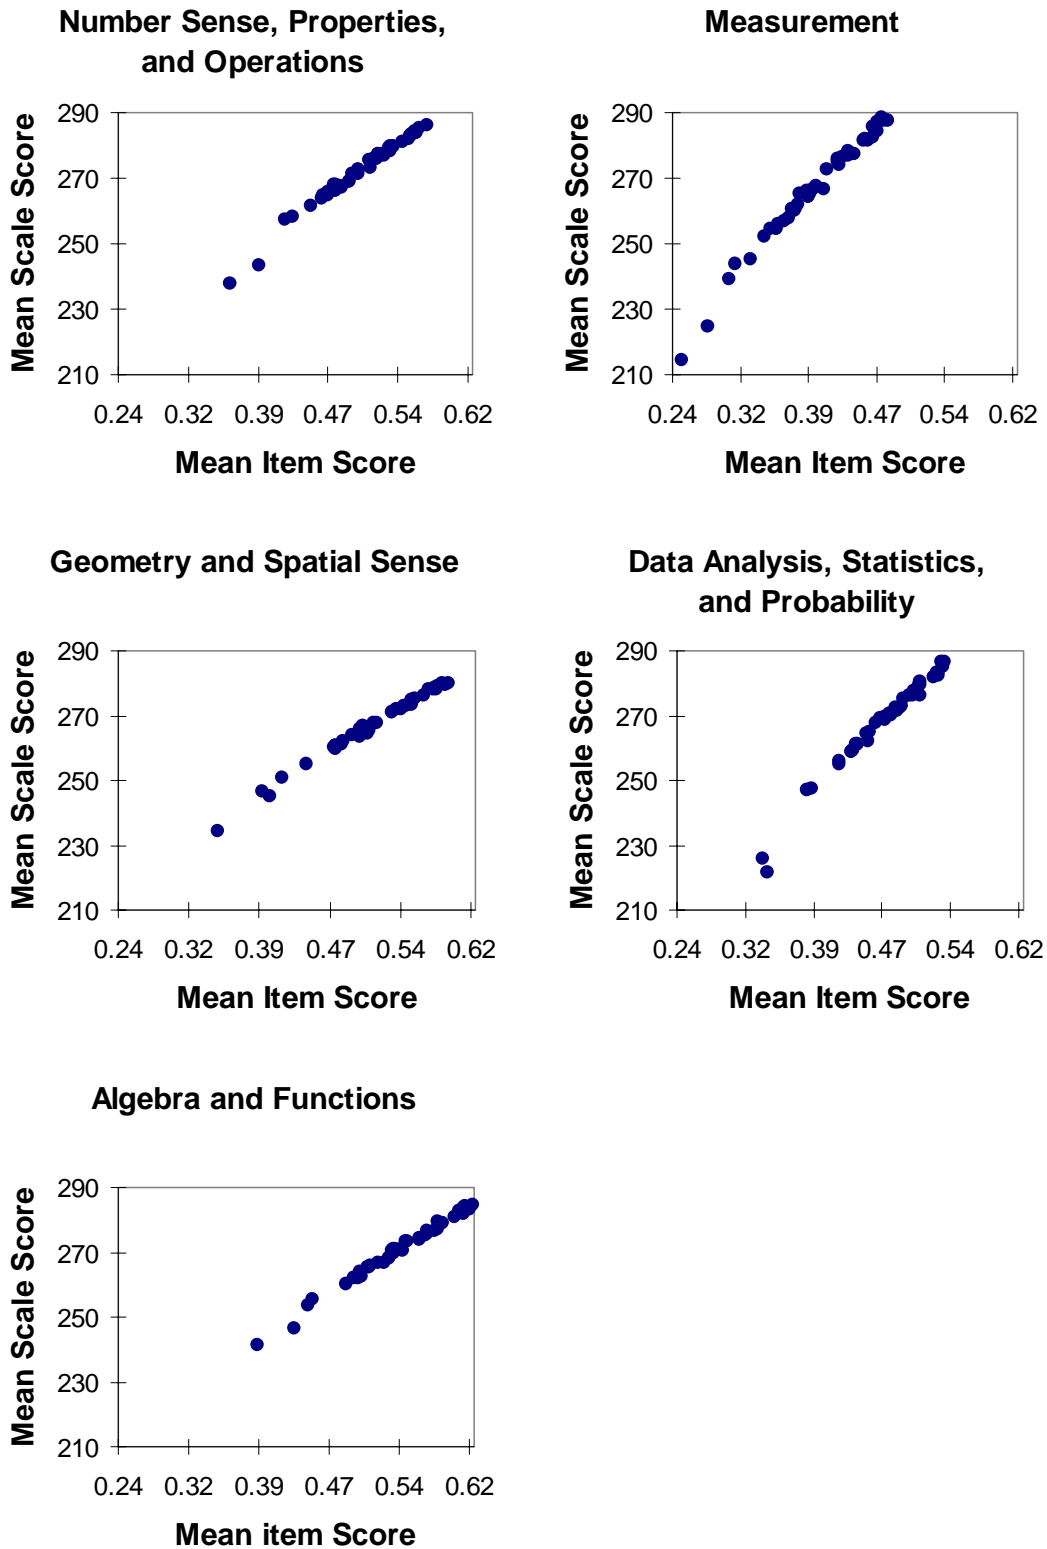 Number Sense, Properties,
and Operations
Mean Scale Score
290
270
250
230
210
0.24 0.32 0.39 0.47 0.54 0.62
Mean Item Score
Measurement
Mean Scale Score
290
270
250
230
210
0.24 0.32 0.39 0.47 0.54 0.62
Mean Item Score
Geometry and Spatial Sense
Mean Scale Score
290
270
250
230
210
0.24 0.32 0.39 0.47 0.54 0.62
Mean Item Score
Data Analysis, Statistics,
and Probability
Mean Scale Score
290
270
250
230
210
0.24 0.32 0.39 0.47 0.54 0.62
Mean Item Score
Algebra and Functions
Mean Scale Score
290
270
250
230
210
0.24 0.32 0.39 0.47 0.54 0.62
Mean item Score